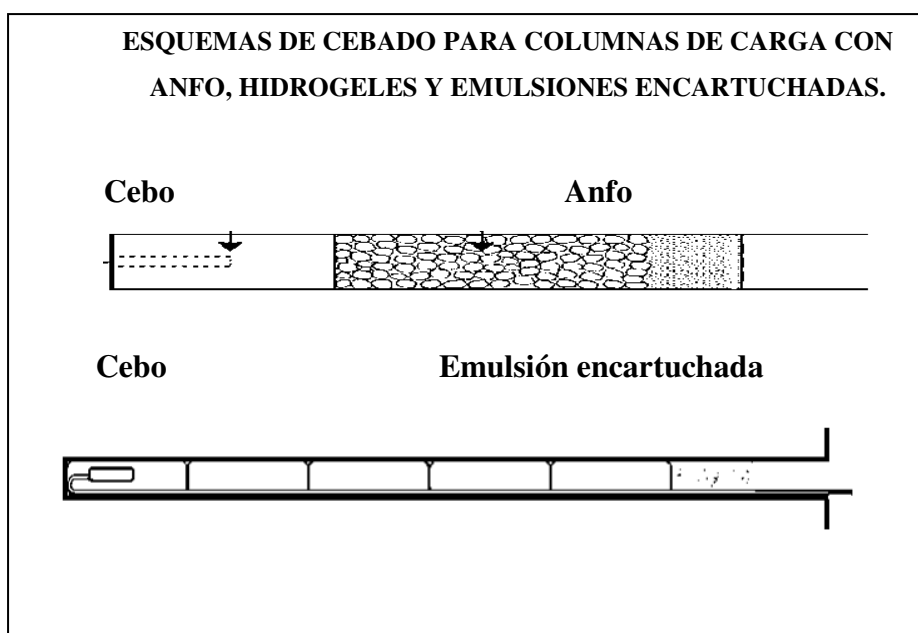 ESQUEMAS DE CEBADO PARA COLUMNAS DE CARGA CON
ANFO, HIDROGELES Y EMULSIONES ENCARTUCHADAS.
Cebo Anfo
Cebo Emulsión encartuchada